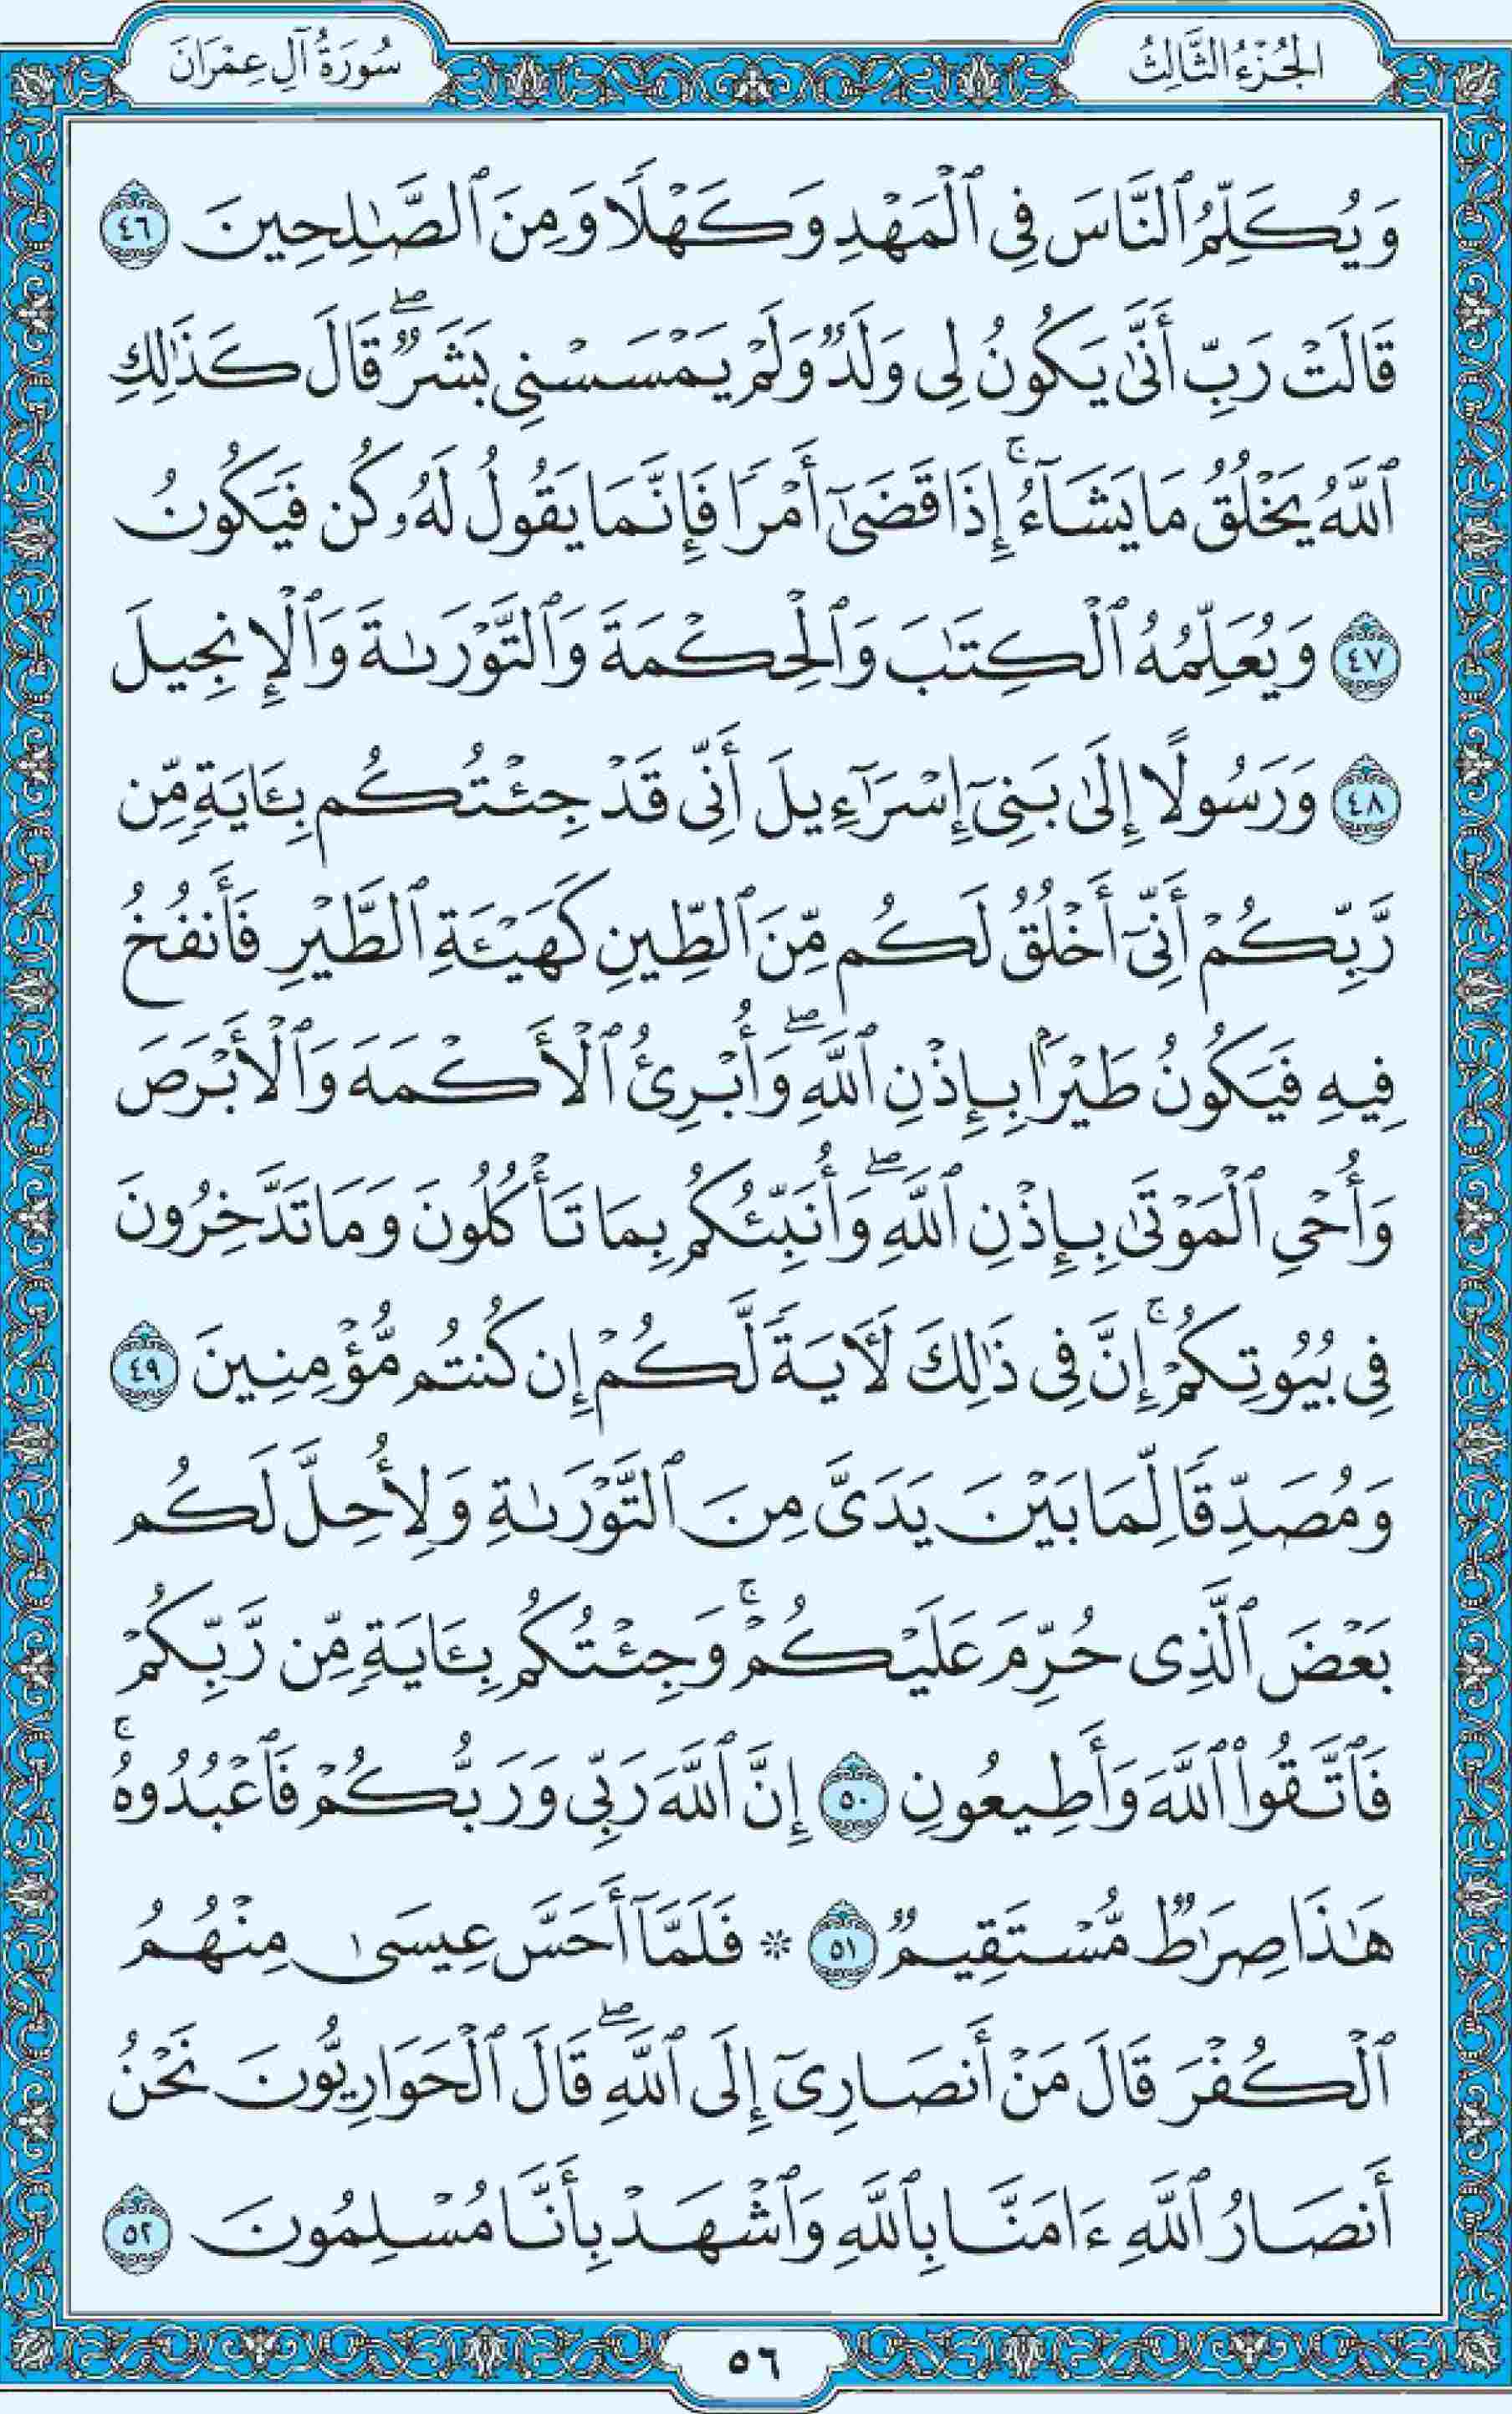 الجُزْءُ الثَّالِثُ
سُورَةُ آلِ عِمْرَانَ
وَيُكَلِّمُ ٱلنَّاسَ فِي ٱلْمَهْدِ وَكَهْلًا وَمِنَ ٱلصَّٰلِحِينَ ٤٦
قَالَتْ رَبِّ أَنَّىٰ يَكُونُ لِي وَلَدٌ وَلَمْ يَمْسَسْنِي بَشَرٌۖ قَالَ كَذَٰلِكِ
ٱللَّهُ يَخْلُقُ مَا يَشَآءُۚ إِذَا قَضَىٰٓ أَمْرًا فَإِنَّمَا يَقُولُ لَهُۥ كُن فَيَكُونُ
٤٧ وَيُعَلِّمُهُ ٱلْكِتَٰبَ وَٱلْحِكْمَةَ وَٱلتَّوْرَىٰةَ وَٱلْإِنجِيلَ
٤٨ وَرَسُولًا إِلَىٰ بَنِيٓ إِسْرَٰٓءِيلَ أَنِّي قَدْ جِئْتُكُم بِـَٔايَةٍ مِّن
رَّبِّكُمْ أَنِّيٓ أَخْلُقُ لَكُم مِّنَ ٱلطِّينِ كَهَيْـَٔةِ ٱلطَّيْرِ فَأَنفُخُ
فِيهِ فَيَكُونُ طَيْرًۢا بِإِذْنِ ٱللَّهِۖ وَأُبْرِئُ ٱلْأَكْمَهَ وَٱلْأَبْرَصَ
وَأُحْيِ ٱلْمَوْتَىٰ بِإِذْنِ ٱللَّهِۖ وَأُنَبِّئُكُم بِمَا تَأْكُلُونَ وَمَا تَدَّخِرُونَ
فِي بُيُوتِكُمْۚ إِنَّ فِي ذَٰلِكَ لَـَٔايَةً لَّكُمْ إِن كُنتُم مُّؤْمِنِينَ ٤٩
وَمُصَدِّقًا لِّمَا بَيْنَ يَدَيَّ مِنَ ٱلتَّوْرَىٰةِ وَلِأُحِلَّ لَكُم
بَعْضَ ٱلَّذِي حُرِّمَ عَلَيْكُمْۚ وَجِئْتُكُم بِـَٔايَةٍ مِّن رَّبِّكُمْ
فَٱتَّقُوا۟ ٱللَّهَ وَأَطِيعُونِ ٥٠ إِنَّ ٱللَّهَ رَبِّي وَرَبُّكُمْ فَٱعْبُدُوهُۚ
هَٰذَا صِرَٰطٌ مُّسْتَقِيمٌ ٥١ ۞ فَلَمَّآ أَحَسَّ عِيسَىٰ مِنْهُمُ
ٱلْكُفْرَ قَالَ مَنْ أَنصَارِيٓ إِلَى ٱللَّهِۖ قَالَ ٱلْحَوَارِيُّونَ نَحْنُ
أَنصَارُ ٱللَّهِ ءَامَنَّا بِٱللَّهِ وَٱشْهَدْ بِأَنَّا مُسْلِمُونَ ٥٢
٥٦